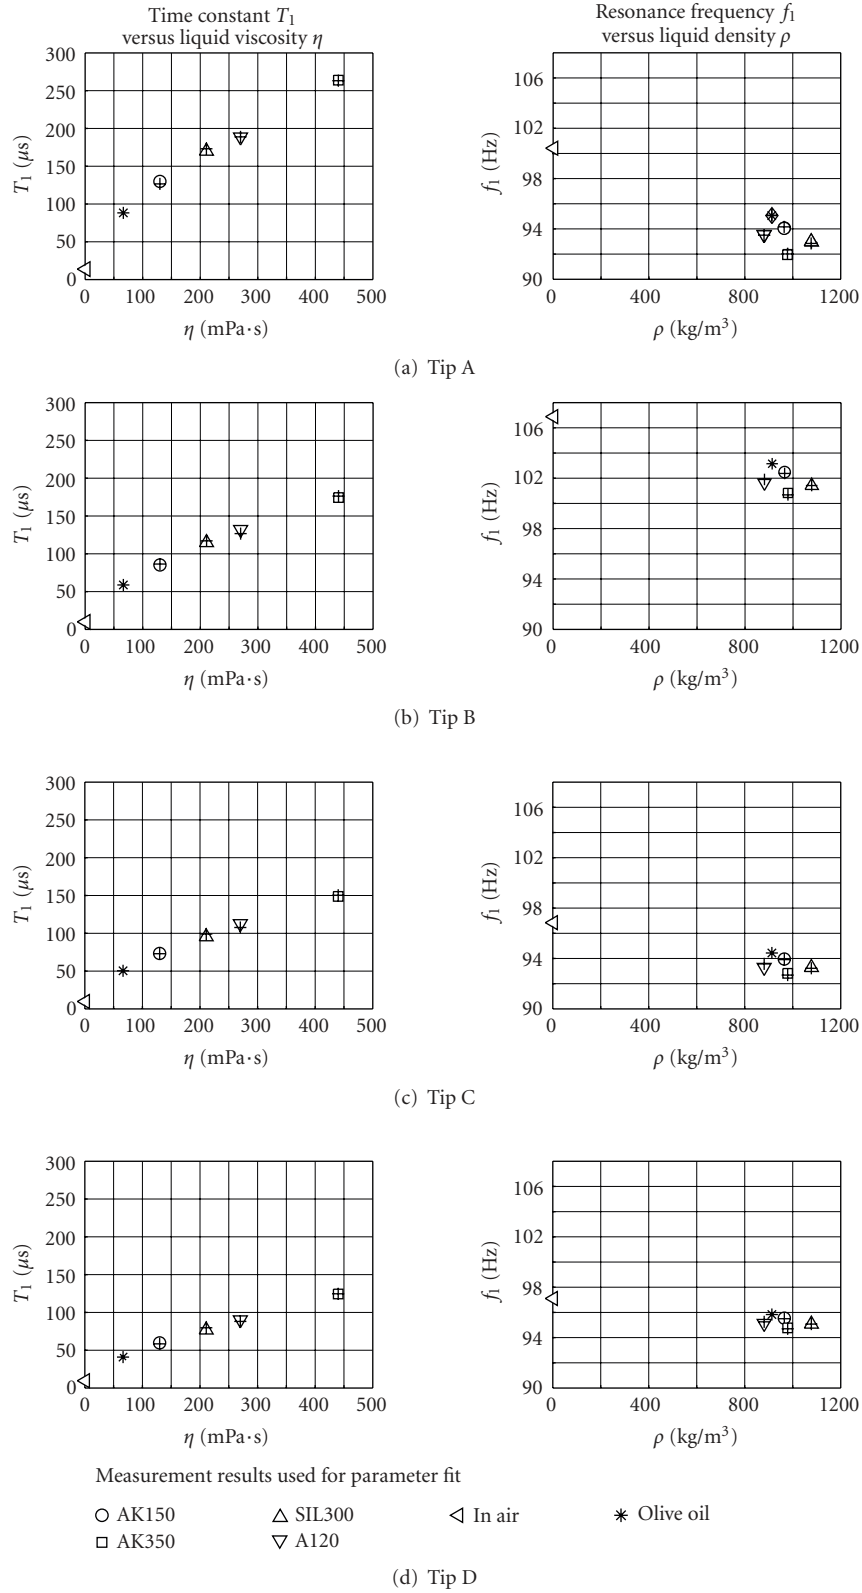 Time constant T1
versus liquid viscosity η
Resonance frequency f1
versus liquid density ρ
300
250
200
150
100
50
0
T1 (μs)
0 100 200 300 400 500
η (mPa·s)
106
102
98
94
90
f1 (Hz)
0 400 800 1200
ρ (kg/m³)
(a) Tip A
300
250
200
150
100
50
0
T1 (μs)
0 100 200 300 400 500
η (mPa·s)
106
102
98
94
90
f1 (Hz)
0 400 800 1200
ρ (kg/m³)
(b) Tip B
300
250
200
150
100
50
0
T1 (μs)
0 100 200 300 400 500
η (mPa·s)
106
102
98
94
90
f1 (Hz)
0 400 800 1200
ρ (kg/m³)
(c) Tip C
300
250
200
150
100
50
0
T1 (μs)
0 100 200 300 400 500
η (mPa·s)
106
102
98
94
90
f1 (Hz)
0 400 800 1200
ρ (kg/m³)
Measurement results used for parameter fit
AK150 SIL300 In air Olive oil
AK350 A120
(d) Tip D